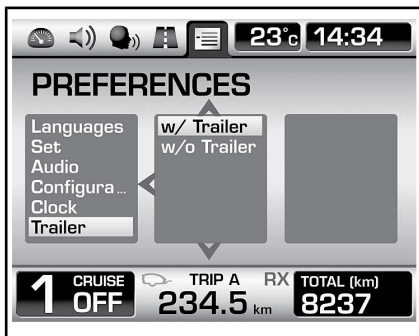 23°c 14:34
PREFERENCES
Languages
Set
Audio
Configura...
Clock
Trailer
w/ Trailer
w/o Trailer
1 CRUISE OFF
TRIP A
234.5 km
RX
TOTAL (km)
8237